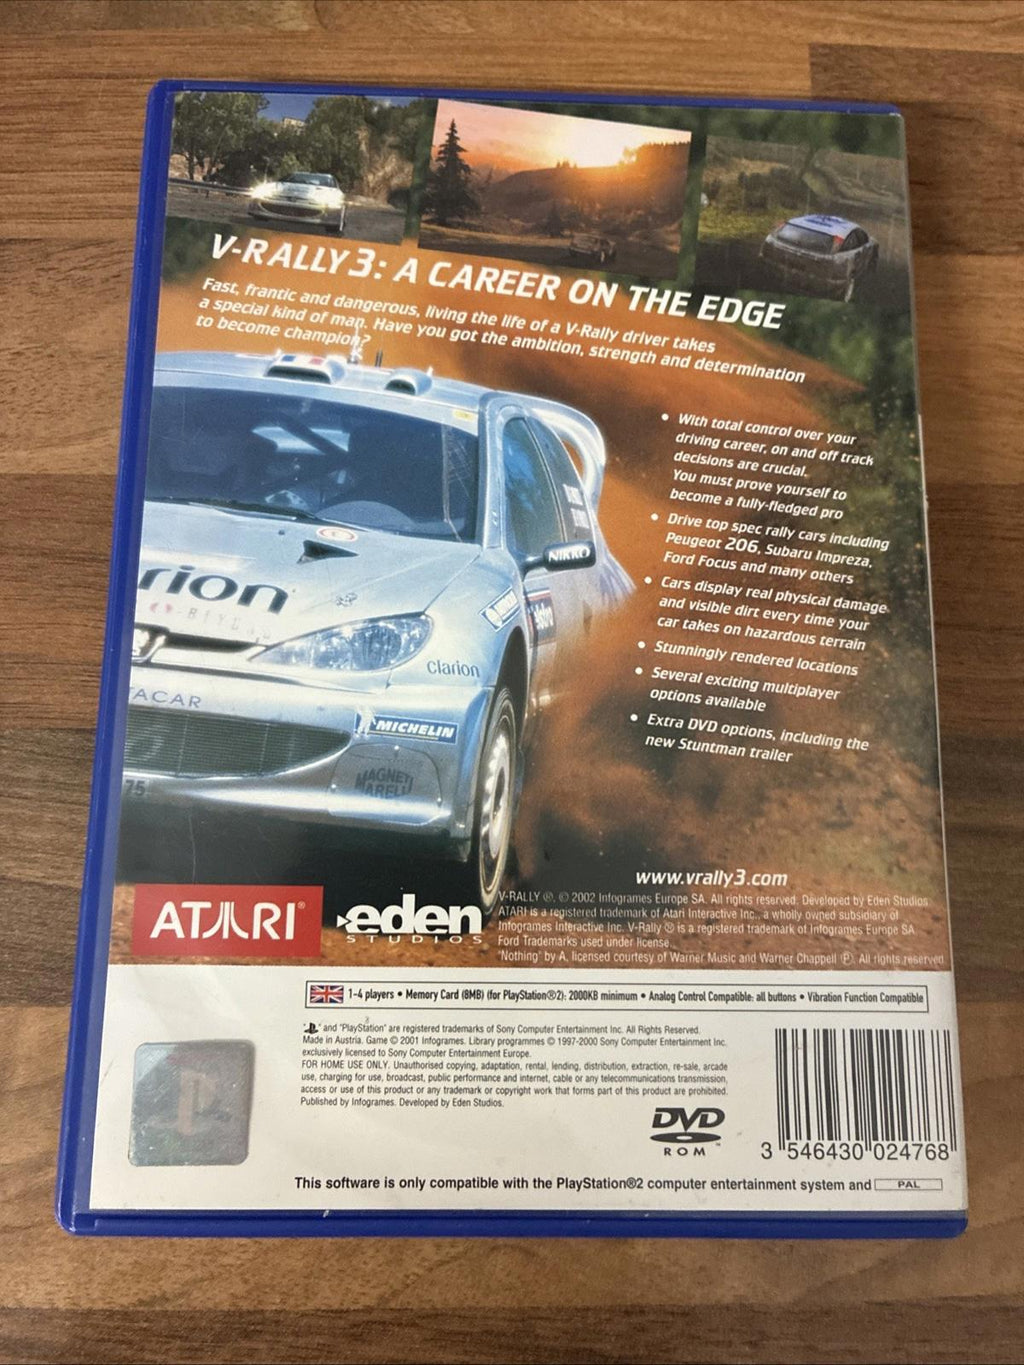 V-RALLY 3: A CAREER ON THE EDGE
Fast, frantic and dangerous, living the life of a V-Rally driver takes
a special kind of man. Have you got the ambition, strength and determination
to become champion?
• With total control over your
driving career, on and off track
decisions are crucial.
You must prove yourself to
become a fully-fledged pro
• Drive top spec rally cars including
Peugeot 206, Subaru Impreza,
Ford Focus and many others
• Cars display real physical damage
and visible dirt every time your
car takes on hazardous terrain
• Stunningly rendered locations
• Several exciting multiplayer
options available
• Extra DVD options, including the
new Stuntman trailer
NIKKO
rion
clarion
TACAR
MICHELIN
MAGNETI
MARELLI
75
www.vrally3.com
ATARI®
eden
STUDIOS
V-RALLY ®, © 2002 Infogrames Europe SA. All rights reserved. Developed by Eden Studios
ATARI is a registered trademark of Atari Interactive Inc., a wholly owned subsidiary of
Infogrames Interactive Inc. V-Rally ® is a registered trademark of Infogrames Europe SA.
Ford Trademarks used under license.
"Nothing" by A, licensed courtesy of Warner Music and Warner Chappell ℗. All rights reserved.
1-4 players • Memory Card (8MB) (for PlayStation®2): 2000KB minimum • Analog Control Compatible: all buttons • Vibration Function Compatible
" " and "PlayStation" are registered trademarks of Sony Computer Entertainment Inc. All Rights Reserved.
Made in Austria. Game © 2001 Infogrames. Library programmes © 1997-2000 Sony Computer Entertainment Inc.
exclusively licensed to Sony Computer Entertainment Europe.
FOR HOME USE ONLY. Unauthorised copying, adaptation, rental, lending, distribution, extraction, re-sale, arcade
use, charging for use, broadcast, public performance and internet, cable or any telecommunications transmission,
access or use of this product or any trademark or copyright work that forms part of this product are prohibited.
Published by Infogrames. Developed by Eden Studios.
DVD
ROM
3 546430 024768
This software is only compatible with the PlayStation®2 computer entertainment system and PAL